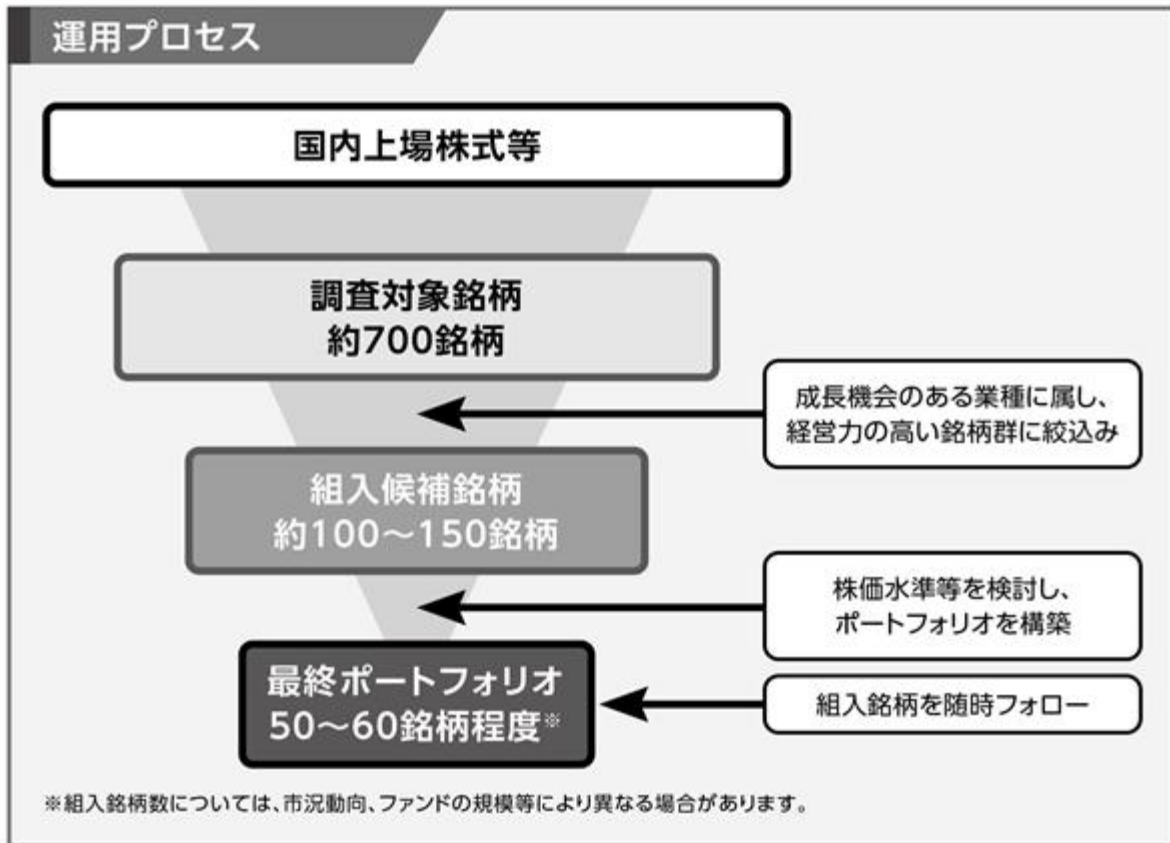 運用プロセス
国内上場株式等
調査対象銘柄
約700銘柄
成長機会のある業種に属し、
経営力の高い銘柄群に絞込み
組入候補銘柄
約100～150銘柄
株価水準等を検討し、
ポートフォリオを構築
最終ポートフォリオ
50～60銘柄程度※
組入銘柄を随時フォロー
※組入銘柄数については、市況動向、ファンドの規模等により異なる場合があります。